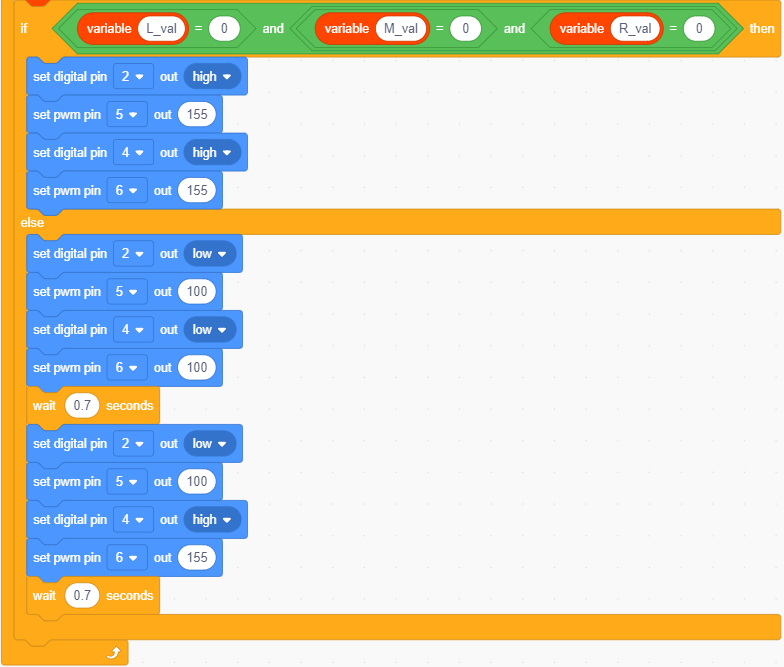 if variable L_val = 0 and variable M_val = 0 and variable R_val = 0 then
set digital pin 2 out high
set pwm pin 5 out 155
set digital pin 4 out high
set pwm pin 6 out 155
else
set digital pin 2 out low
set pwm pin 5 out 100
set digital pin 4 out low
set pwm pin 6 out 100
wait 0.7 seconds
set digital pin 2 out low
set pwm pin 5 out 100
set digital pin 4 out high
set pwm pin 6 out 155
wait 0.7 seconds